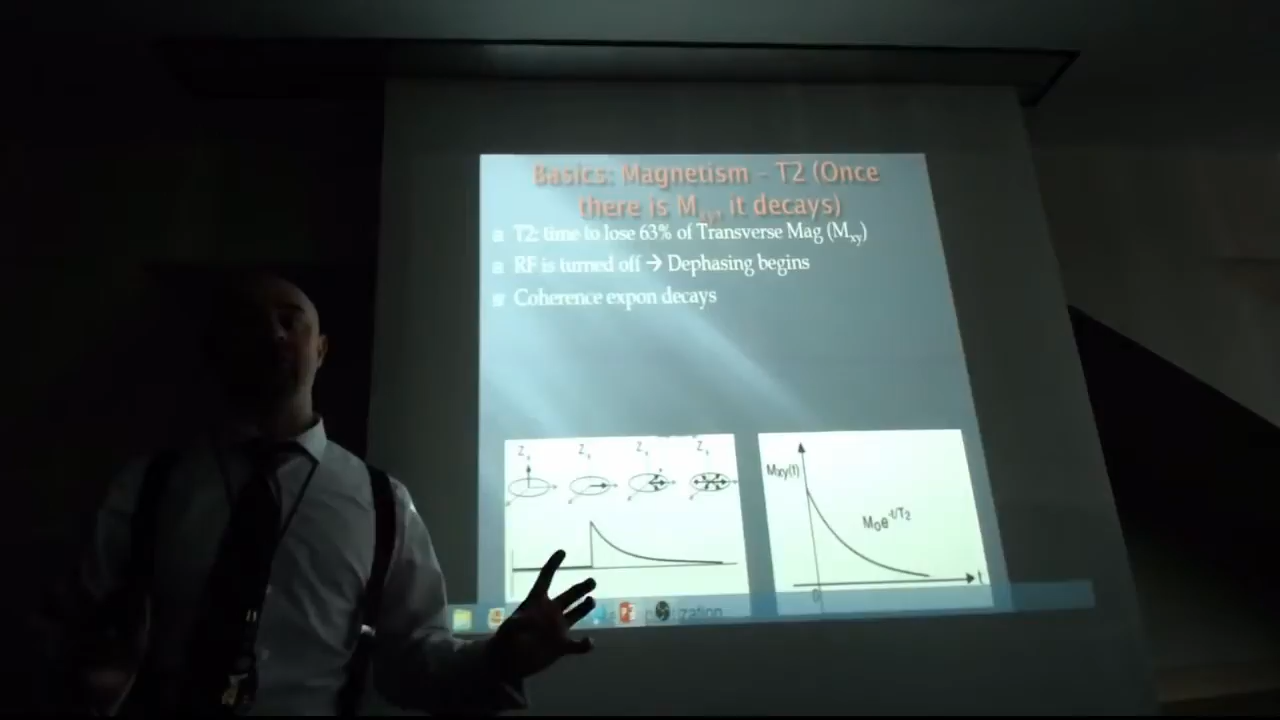 Basics: Magnetism - T2 (Once
there is Mxy, it decays)
T2: time to lose 63% of Transverse Mag (Mxy)
RF is turned off → Dephasing begins
Coherence expon decays
Z Z Z Z
Mxy(t)
M0e-t/T2
t
0
tization